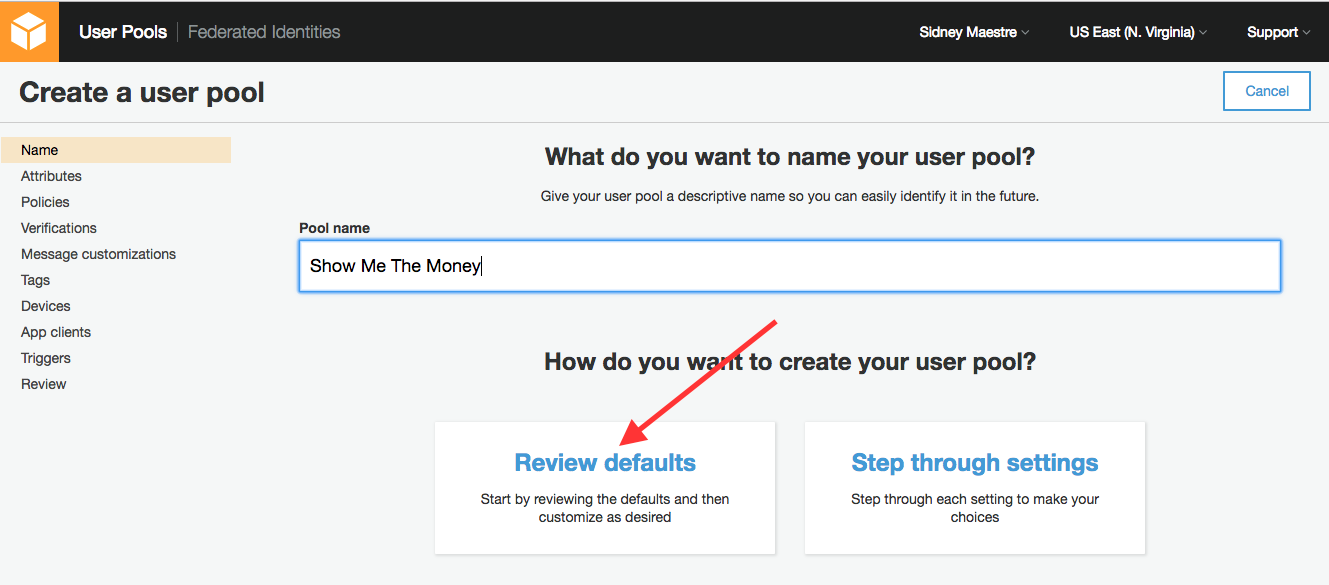 User Pools Federated Identities Sidney Maestre US East (N. Virginia) Support
Create a user pool
Cancel
Name
Attributes
Policies
Verifications
Message customizations
Tags
Devices
App clients
Triggers
Review
What do you want to name your user pool?
Give your user pool a descriptive name so you can easily identify it in the future.
Pool name
Show Me The Money
How do you want to create your user pool?
Review defaults
Start by reviewing the defaults and then
customize as desired
Step through settings
Step through each setting to make your
choices